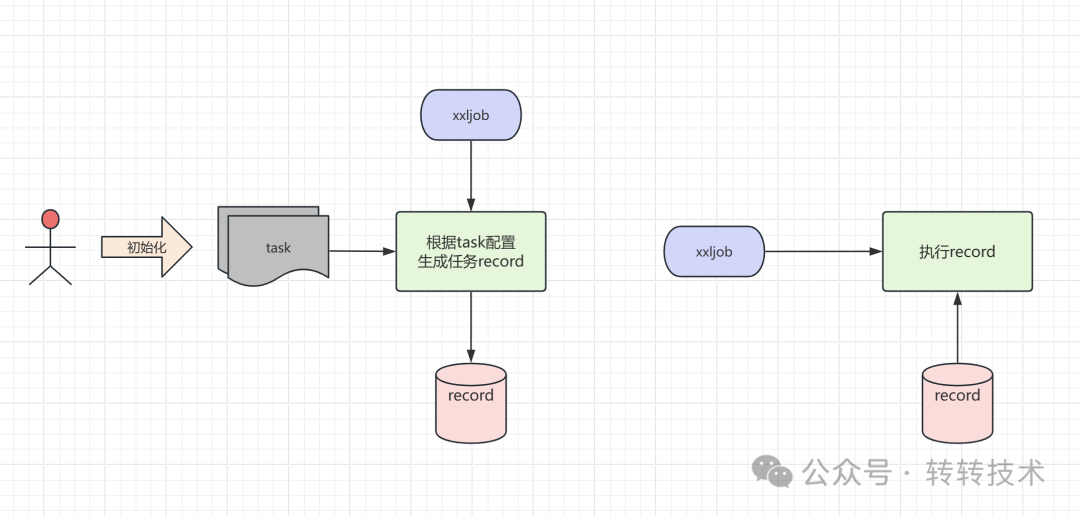 xxljob
初始化
task
根据task配置
生成任务record
record
xxljob
执行record
record
公众号 · 转转技术